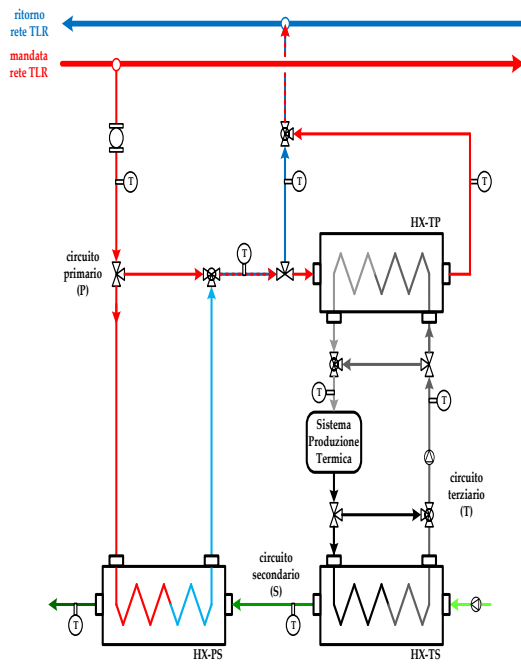 ritorno
rete TLR
mandata
rete TLR
T
T
T
HX-TP
circuito
primario
(P)
T
T
T
Sistema
Produzione
Termica
circuito
terziario
(T)
circuito
secondario
(S)
T
T
HX-PS
HX-TS